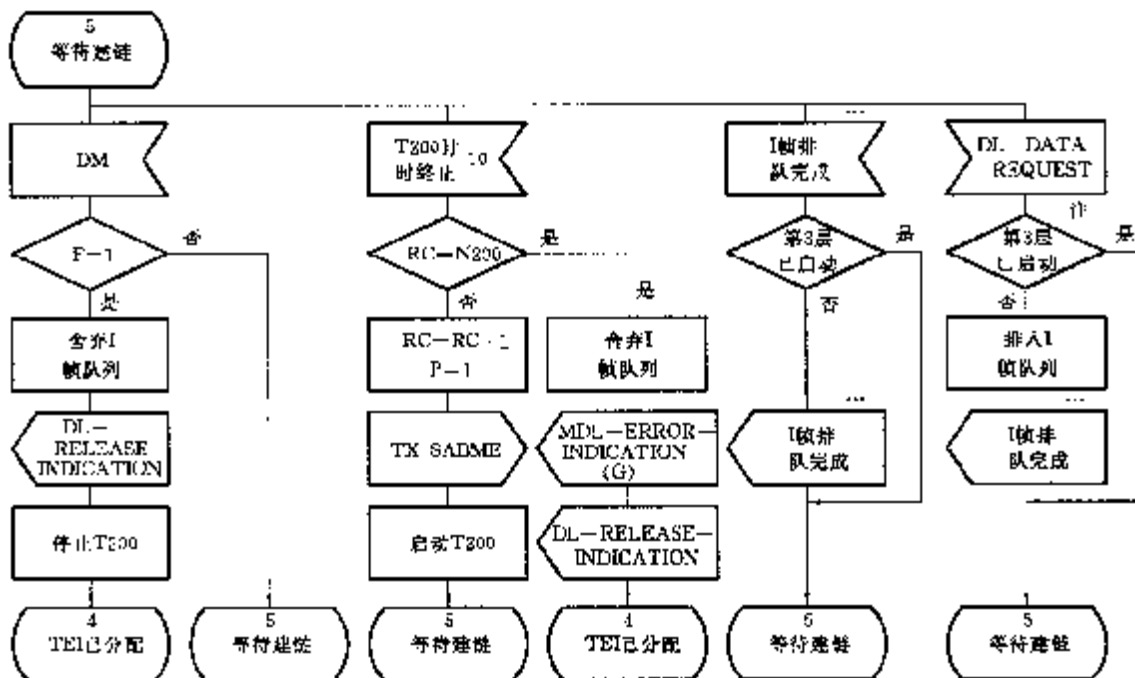 5
等待建链
DM
T200计
时终止
10
I帧排
队完成
DL—DATA
REQUEST
F—1
否
RC—N200
是
第3层
已启动
是
第3层
已启动
是
是
否
是
否
否
舍弃I
帧队列
RC—RC·1
P—1
舍弃I
帧队列
排入I
帧队列
DL—
RELEASE
INDICATION
TX SABME
MDL—ERROR—
INDICATION
(G)
I帧排
队完成
I帧排
队完成
停止T200
启动T200
DL—RELEASE—
INDICATION
4
TEI已分配
5
等待建链
5
等待建链
4
TEI已分配
5
等待建链
5
等待建链